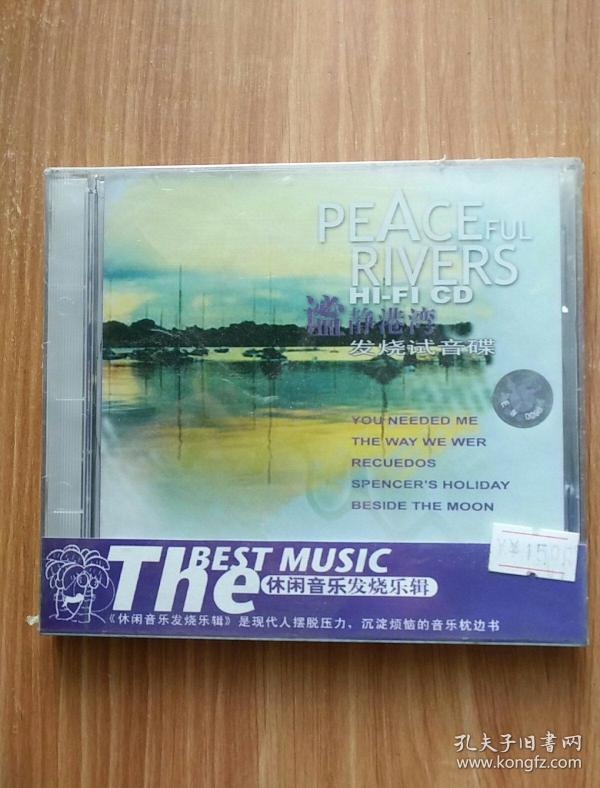 PEACEFUL
RIVERS
HI-FI CD
谧静港湾
发烧试音碟
YOU NEEDED ME
THE WAY WE WER
RECUEDOS
SPENCER'S HOLIDAY
BESIDE THE MOON
The BEST MUSIC
休闲音乐发烧乐辑
《休闲音乐发烧乐辑》是现代人摆脱压力，沉淀烦恼的音乐枕边书
孔夫子旧书网
www.kongfz.com